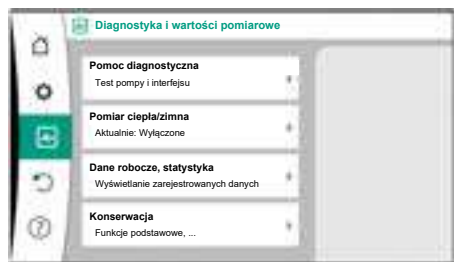 Diagnostyka i wartości pomiarowe
Pomoc diagnostyczna
Test pompy i interfejsu
Pomiar ciepła/zimna
Aktualnie: Wyłączone
Dane robocze, statystyka
Wyświetlanie zarejestrowanych danych
Konserwacja
Funkcje podstawowe, ...